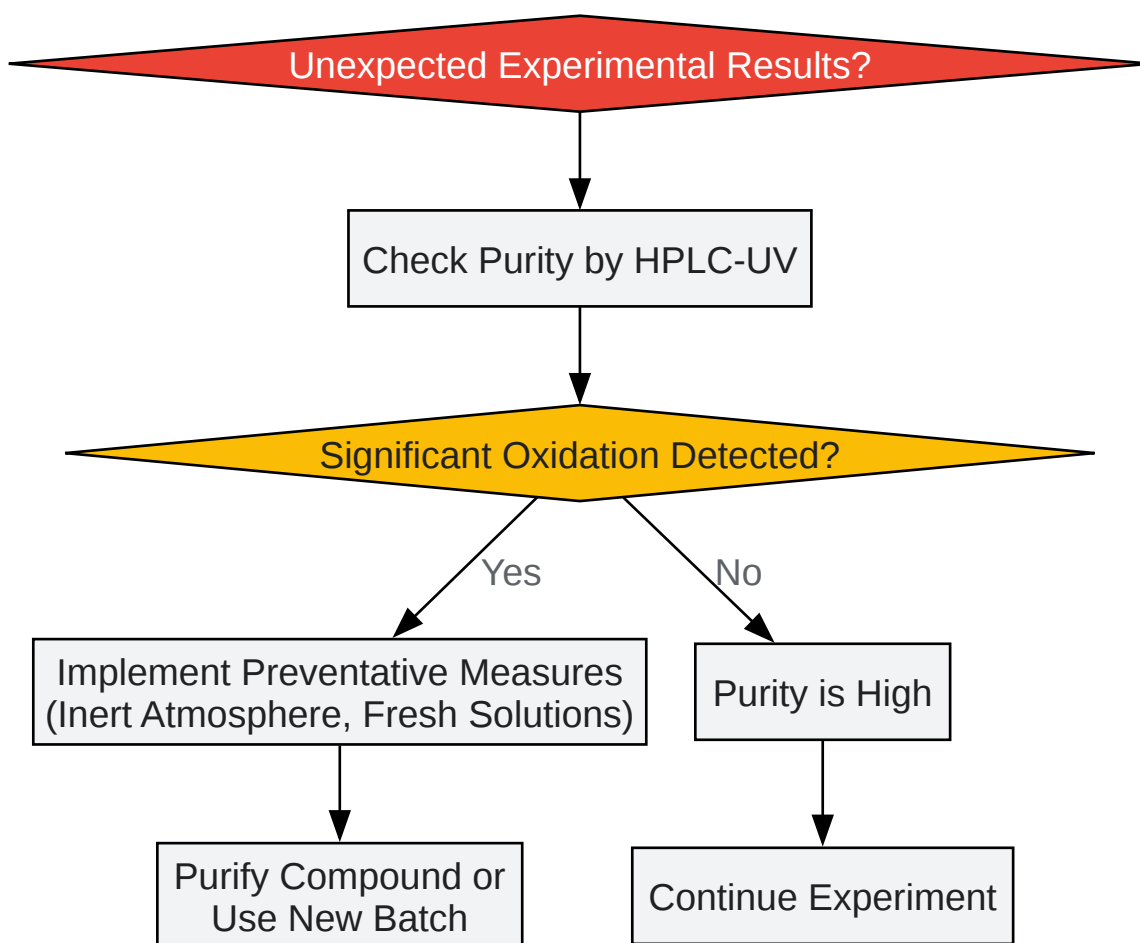 Unexpected Experimental Results?
Check Purity by HPLC-UV
Significant Oxidation Detected?
Yes
No
Implement Preventative Measures
(Inert Atmosphere, Fresh Solutions)
Purity is High
Purify Compound or
Use New Batch
Continue Experiment